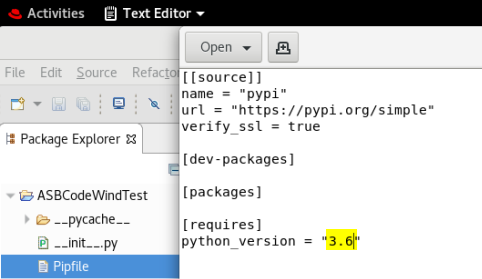 Activities Text Editor
File Edit Source Refacto
Package Explorer
ASBCodeWindTest
__pycache__
__init__.py
Pipfile
Open
[[source]]
name = "pypi"
url = "https://pypi.org/simple"
verify_ssl = true
[dev-packages]
[packages]
[requires]
python_version = "3.6"